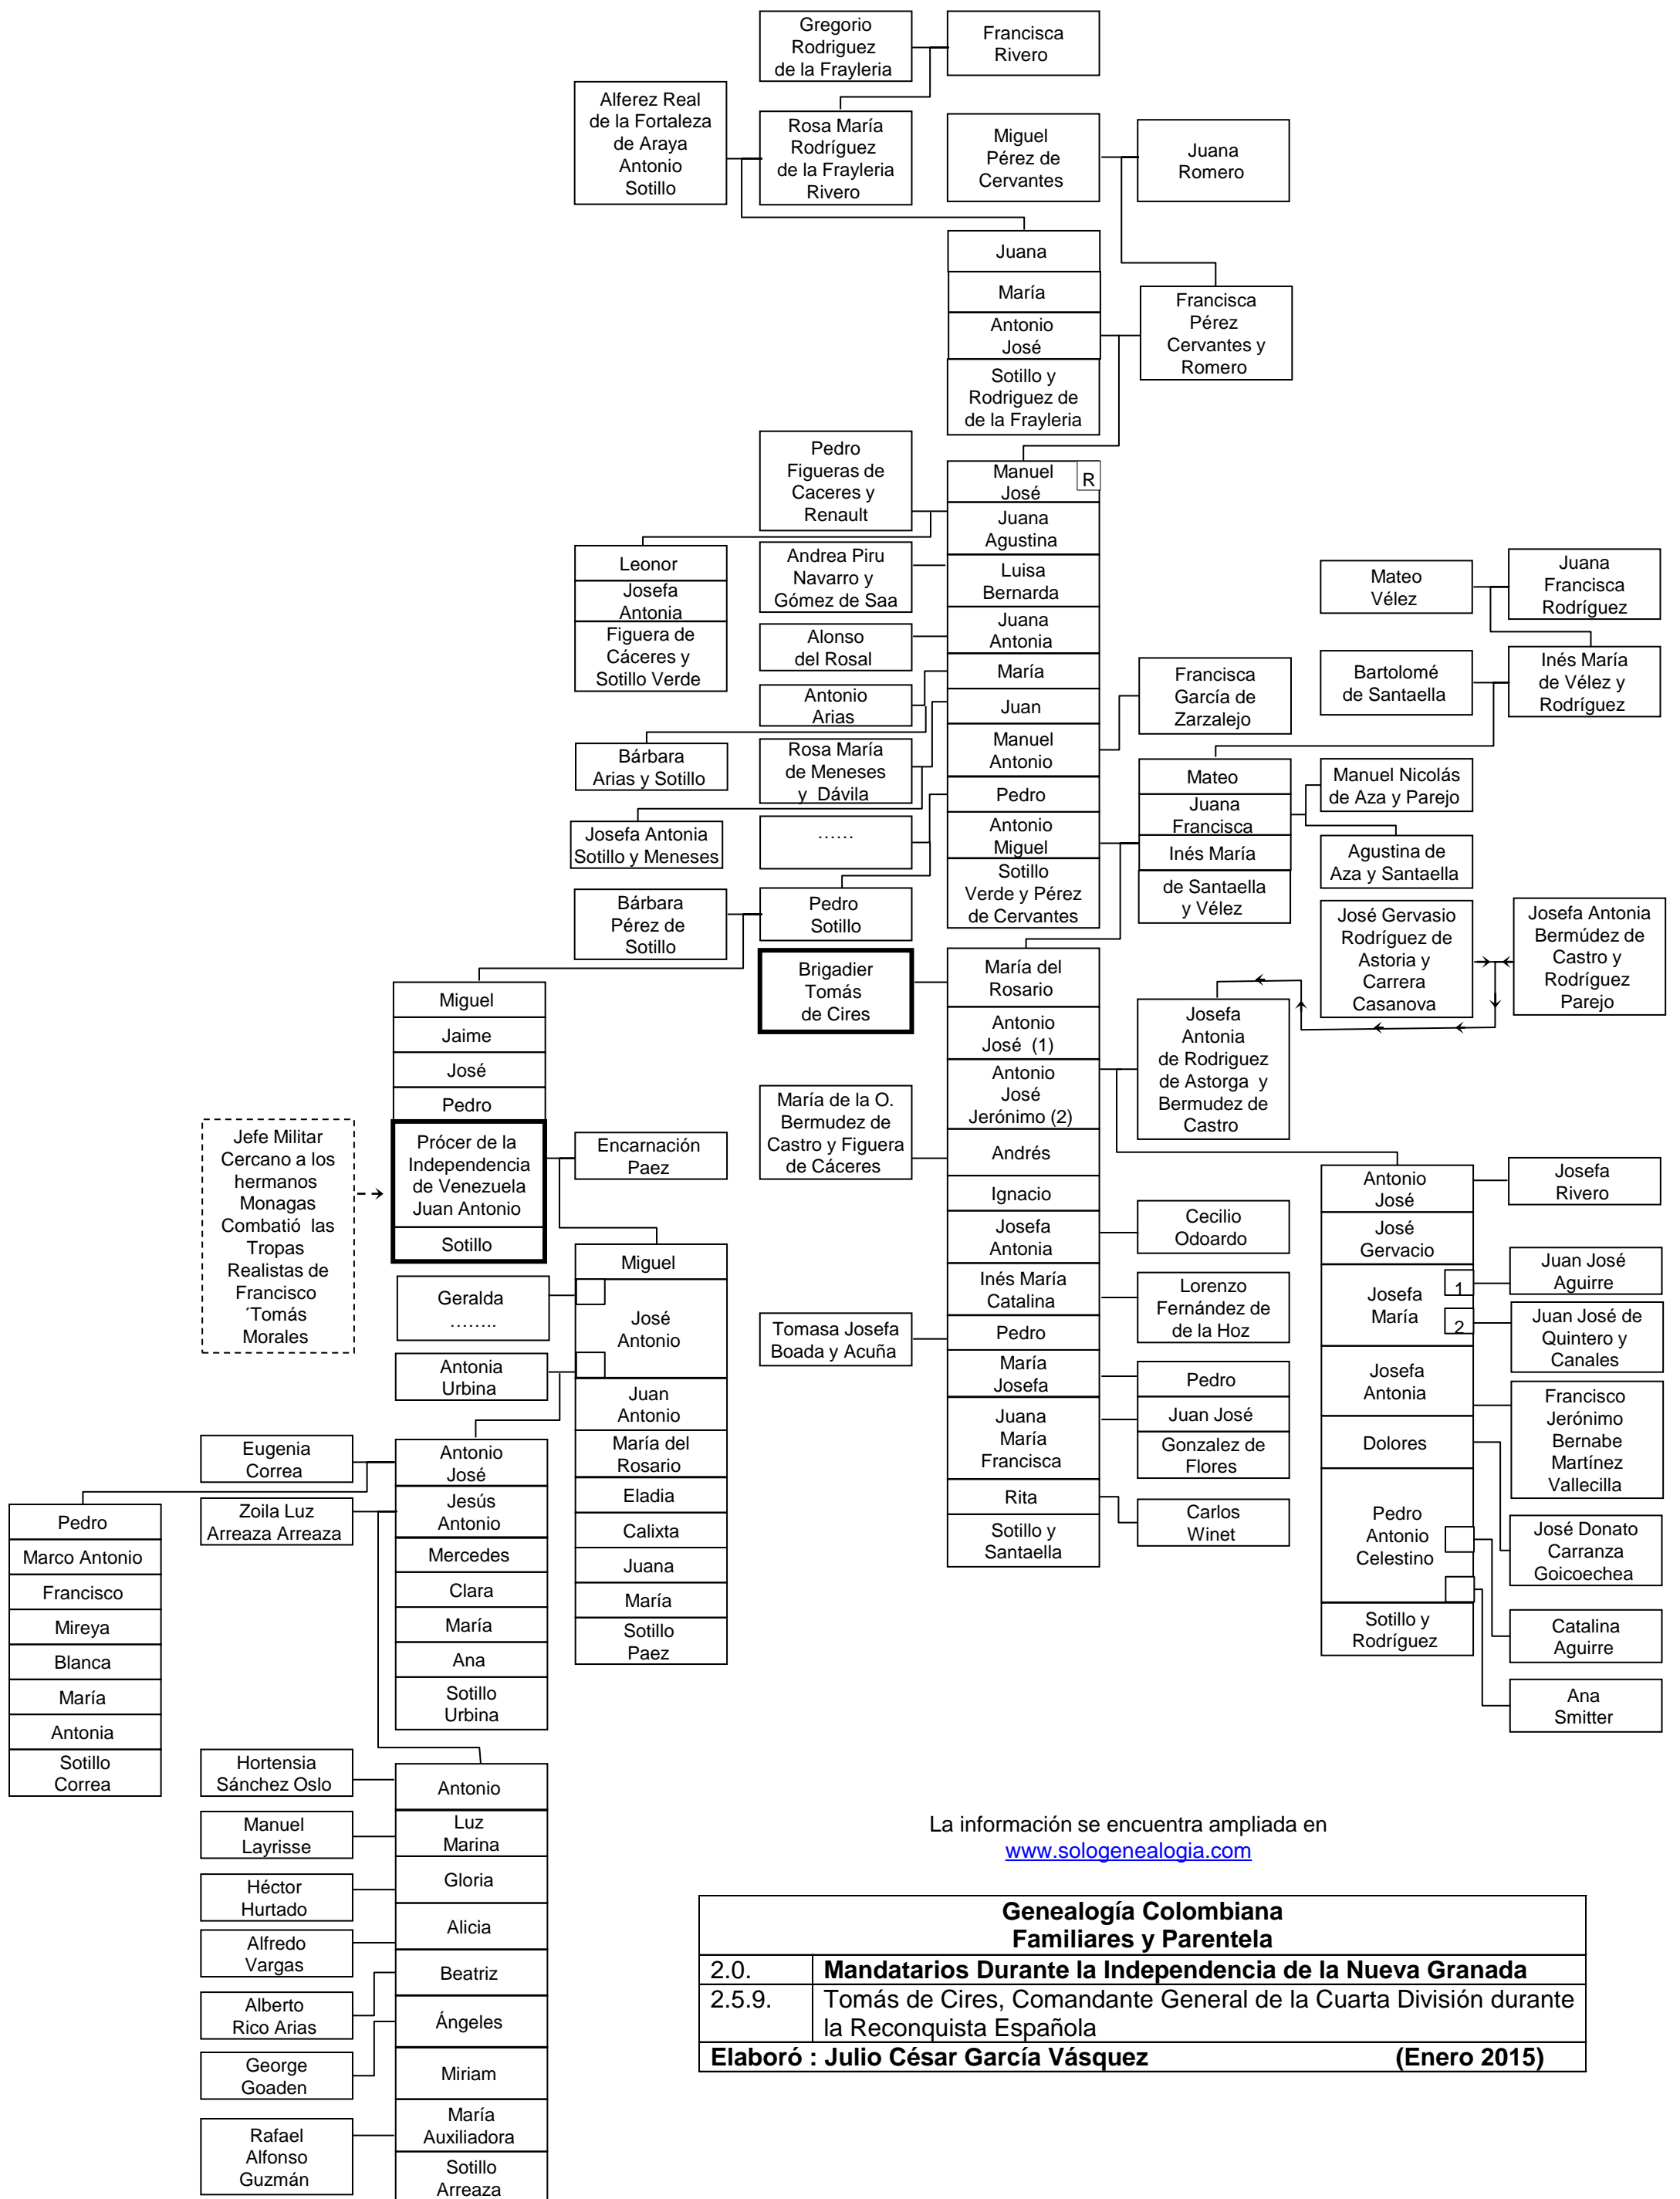 Gregorio
Rodriguez
de la Frayleria
Francisca
Rivero
Alferez Real
de la Fortaleza
de Araya
Antonio
Sotillo
Rosa María
Rodríguez
de la Frayleria
Rivero
Miguel
Pérez de
Cervantes
Juana
Romero
Juana
María
Antonio
José
Sotillo y
Rodriguez de
de la Frayleria
Francisca
Pérez
Cervantes y
Romero
Pedro
Figueras de
Caceres y
Renault
Manuel
José
R
Juana
Agustina
Luisa
Bernarda
Juana
Antonia
María
Juan
Manuel
Antonio
Pedro
Antonio
Miguel
Sotillo
Verde y Pérez
de Cervantes
Leonor
Josefa
Antonia
Figuera de
Cáceres y
Sotillo Verde
Andrea Piru
Navarro y
Gómez de Saa
Alonso
del Rosal
Antonio
Arias
Bárbara
Arias y Sotillo
Rosa María
de Meneses
y Dávila
Josefa Antonia
Sotillo y Meneses
……
Francisca
García de
Zarzalejo
Mateo
Vélez
Juana
Francisca
Rodríguez
Bartolomé
de Santaella
Inés María
de Vélez y
Rodríguez
Mateo
Juana
Francisca
Inés María
de Santaella
y Vélez
Manuel Nicolás
de Aza y Parejo
Agustina de
Aza y Santaella
Bárbara
Pérez de
Sotillo
Pedro
Sotillo
José Gervasio
Rodríguez de
Astoria y
Carrera
Casanova
Josefa Antonia
Bermúdez de
Castro y
Rodríguez
Parejo
Brigadier
Tomás
de Cires
María del
Rosario
Antonio
José (1)
Antonio
José
Jerónimo (2)
Andrés
Ignacio
Josefa
Antonia
Inés María
Catalina
Pedro
María
Josefa
Juana
María
Francisca
Rita
Sotillo y
Santaella
Josefa
Antonia
de Rodriguez
de Astorga y
Bermudez de
Castro
María de la O.
Bermudez de
Castro y Figuera
de Cáceres
Cecilio
Odoardo
Lorenzo
Fernández de
de la Hoz
Tomasa Josefa
Boada y Acuña
Pedro
Juan José
Gonzalez de
Flores
Carlos
Winet
Antonio
José
José
Gervacio
Josefa
María
1
2
Josefa
Antonia
Dolores
Pedro
Antonio
Celestino
Sotillo y
Rodríguez
Josefa
Rivero
Juan José
Aguirre
Juan José de
Quintero y
Canales
Francisco
Jerónimo
Bernabe
Martínez
Vallecilla
José Donato
Carranza
Goicoechea
Catalina
Aguirre
Ana
Smitter
Miguel
Jaime
José
Pedro
Prócer de la
Independencia
de Venezuela
Juan Antonio
Sotillo
Jefe Militar
Cercano a los
hermanos
Monagas
Combatió las
Tropas
Realistas de
Francisco
´Tomás
Morales
Encarnación
Paez
Miguel
José
Antonio
Juan
Antonio
María del
Rosario
Eladia
Calixta
Juana
María
Sotillo
Paez
Geralda
……..
Antonia
Urbina
Eugenia
Correa
Zoila Luz
Arreaza Arreaza
Antonio
José
Jesús
Antonio
Mercedes
Clara
María
Ana
Sotillo
Urbina
Pedro
Marco Antonio
Francisco
Mireya
Blanca
María
Antonia
Sotillo
Correa
Hortensia
Sánchez Oslo
Manuel
Layrisse
Héctor
Hurtado
Alfredo
Vargas
Alberto
Rico Arias
George
Goaden
Rafael
Alfonso
Guzmán
Antonio
Luz
Marina
Gloria
Alicia
Beatriz
Ángeles
Miriam
María
Auxiliadora
Sotillo
Arreaza
La información se encuentra ampliada en
www.sologenealogia.com
Genealogía Colombiana
Familiares y Parentela
2.0. Mandatarios Durante la Independencia de la Nueva Granada
2.5.9. Tomás de Cires, Comandante General de la Cuarta División durante
la Reconquista Española
Elaboró : Julio César García Vásquez (Enero 2015)